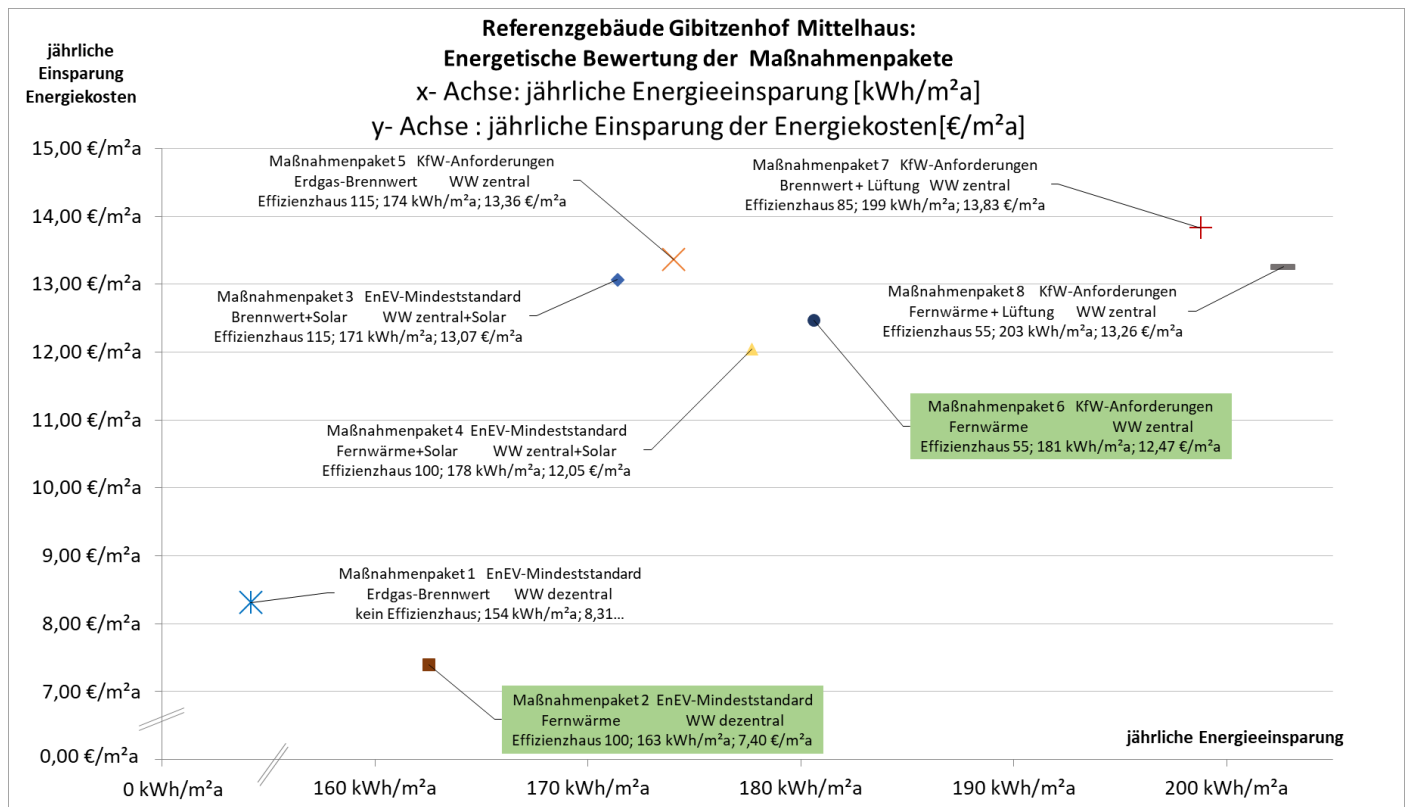 Referenzgebäude Gibitzenhof Mittelhaus:
Energetische Bewertung der Maßnahmenpakete
x- Achse: jährliche Energieeinsparung [kWh/m²a]
y- Achse : jährliche Einsparung der Energiekosten[€/m²a]
jährliche
Einsparung
Energiekosten
15,00 €/m²a
14,00 €/m²a
13,00 €/m²a
12,00 €/m²a
11,00 €/m²a
10,00 €/m²a
9,00 €/m²a
8,00 €/m²a
7,00 €/m²a
0,00 €/m²a
Maßnahmenpaket 5 KfW-Anforderungen
Erdgas-Brennwert WW zentral
Effizienzhaus 115; 174 kWh/m²a; 13,36 €/m²a
Maßnahmenpaket 7 KfW-Anforderungen
Brennwert + Lüftung WW zentral
Effizienzhaus 85; 199 kWh/m²a; 13,83 €/m²a
Maßnahmenpaket 3 EnEV-Mindeststandard
Brennwert+Solar WW zentral+Solar
Effizienzhaus 115; 171 kWh/m²a; 13,07 €/m²a
Maßnahmenpaket 8 KfW-Anforderungen
Fernwärme + Lüftung WW zentral
Effizienzhaus 55; 203 kWh/m²a; 13,26 €/m²a
Maßnahmenpaket 4 EnEV-Mindeststandard
Fernwärme+Solar WW zentral+Solar
Effizienzhaus 100; 178 kWh/m²a; 12,05 €/m²a
Maßnahmenpaket 6 KfW-Anforderungen
Fernwärme WW zentral
Effizienzhaus 55; 181 kWh/m²a; 12,47 €/m²a
Maßnahmenpaket 1 EnEV-Mindeststandard
Erdgas-Brennwert WW dezentral
kein Effizienzhaus; 154 kWh/m²a; 8,31...
Maßnahmenpaket 2 EnEV-Mindeststandard
Fernwärme WW dezentral
Effizienzhaus 100; 163 kWh/m²a; 7,40 €/m²a
jährliche Energieeinsparung
0 kWh/m²a
160 kWh/m²a
170 kWh/m²a
180 kWh/m²a
190 kWh/m²a
200 kWh/m²a